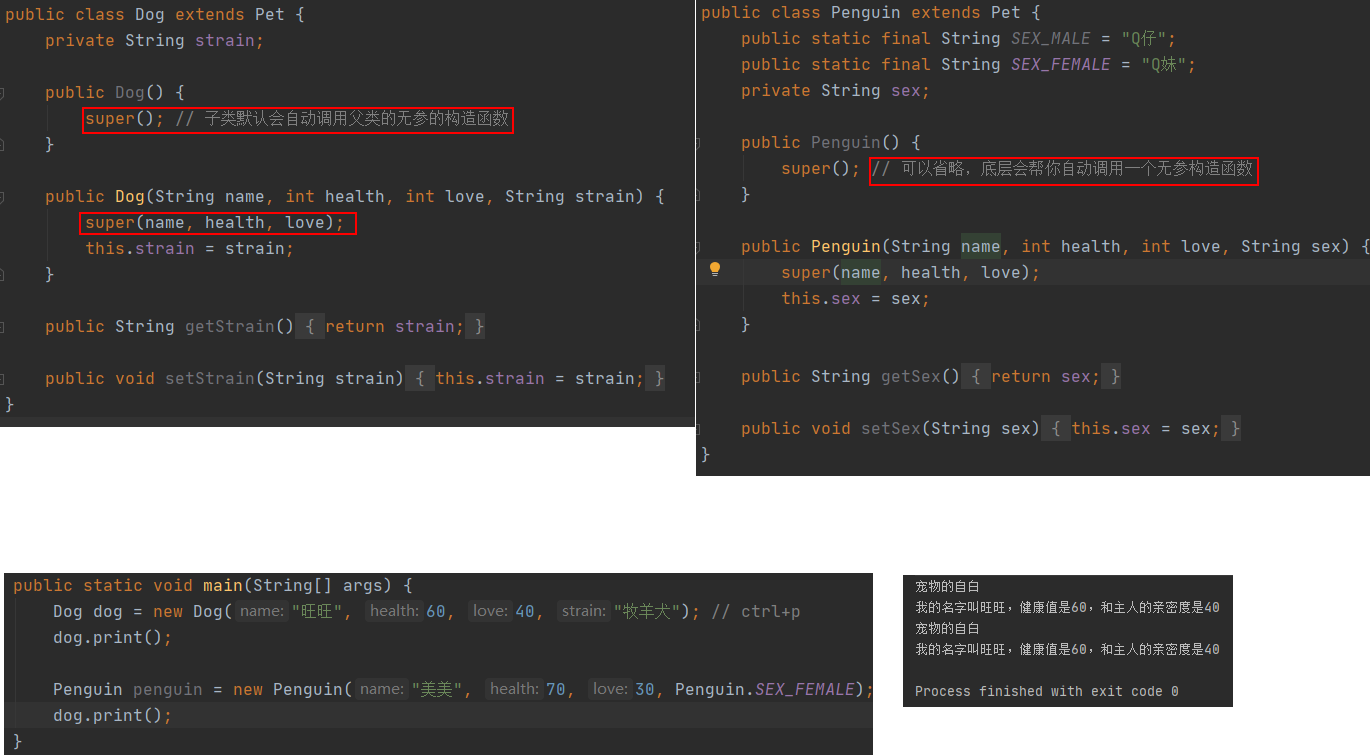 public class Dog extends Pet {
    private String strain;
    public Dog() {
        super(); // 子类默认会自动调用父类的无参的构造函数
    }
    public Dog(String name, int health, int love, String strain) {
        super(name, health, love);
        this.strain = strain;
    }
    public String getStrain() { return strain; }
    public void setStrain(String strain) { this.strain = strain; }
}
public class Penguin extends Pet {
    public static final String SEX_MALE = "Q仔";
    public static final String SEX_FEMALE = "Q妹";
    private String sex;
    public Penguin() {
        super(); // 可以省略，底层会帮你自动调用一个无参构造函数
    }
    public Penguin(String name, int health, int love, String sex) {
        super(name, health, love);
        this.sex = sex;
    }
    public String getSex() { return sex; }
    public void setSex(String sex) { this.sex = sex; }
}
public static void main(String[] args) {
    Dog dog = new Dog( name: "旺旺", health: 60, love: 40, strain: "牧羊犬"); // ctrl+p
    dog.print();
    Penguin penguin = new Penguin( name: "美美", health: 70, love: 30, Penguin.SEX_FEMALE);
    dog.print();
}
宠物的自白
我的名字叫旺旺，健康值是60，和主人的亲密度是40
宠物的自白
我的名字叫旺旺，健康值是60，和主人的亲密度是40
Process finished with exit code 0